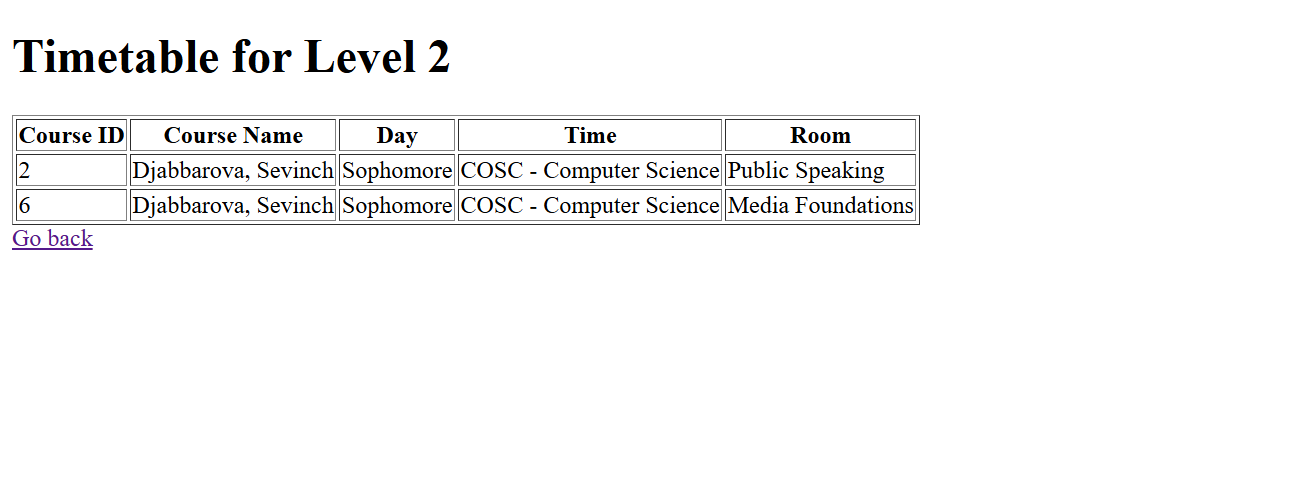 Timetable for Level 2
Course ID Course Name Day Time Room
2 Djabbarova, Sevinch Sophomore COSC - Computer Science Public Speaking
6 Djabbarova, Sevinch Sophomore COSC - Computer Science Media Foundations
Go back